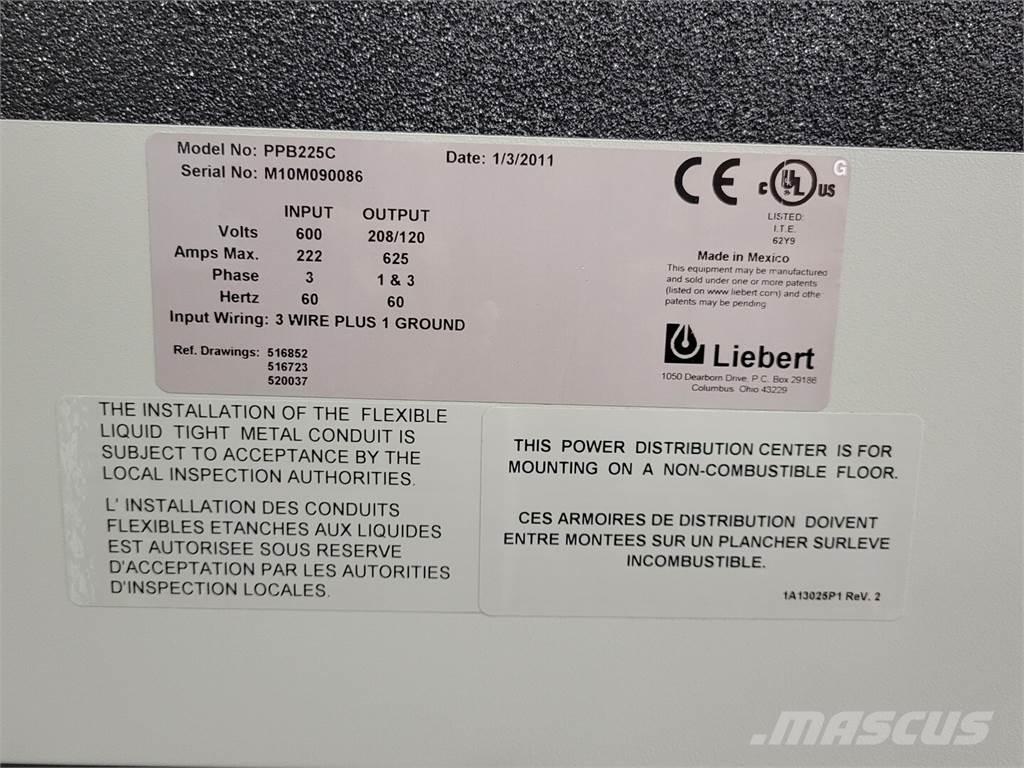 Model No: PPB225C
Date: 1/3/2011
Serial No: M10M090086
INPUT OUTPUT
Volts 600 208/120
Amps Max. 222 625
Phase 3 1 & 3
Hertz 60 60
Input Wiring: 3 WIRE PLUS 1 GROUND
Ref. Drawings: 516852
516723
520037
CE
C UL US
G
LISTED
I.T.E.
62Y9
Made in Mexico
This equipment may be manufactured
and sold under one or more patents
(listed on www.liebert.com) and othe
patents may be pending
Liebert
1050 Dearborn Drive, P.C. Box 29186
Columbus, Ohio 43229
THE INSTALLATION OF THE FLEXIBLE
LIQUID TIGHT METAL CONDUIT IS
SUBJECT TO ACCEPTANCE BY THE
LOCAL INSPECTION AUTHORITIES.
L' INSTALLATION DES CONDUITS
FLEXIBLES ETANCHES AUX LIQUIDES
EST AUTORISEE SOUS RESERVE
D'ACCEPTATION PAR LES AUTORITIES
D'INSPECTION LOCALES.
THIS POWER DISTRIBUTION CENTER IS FOR
MOUNTING ON A NON-COMBUSTIBLE FLOOR.
CES ARMOIRES DE DISTRIBUTION DOIVENT
ENTRE MONTEES SUR UN PLANCHER SURLEVE
INCOMBUSTIBLE.
1A13025P1 ReV. 2
MASCUS